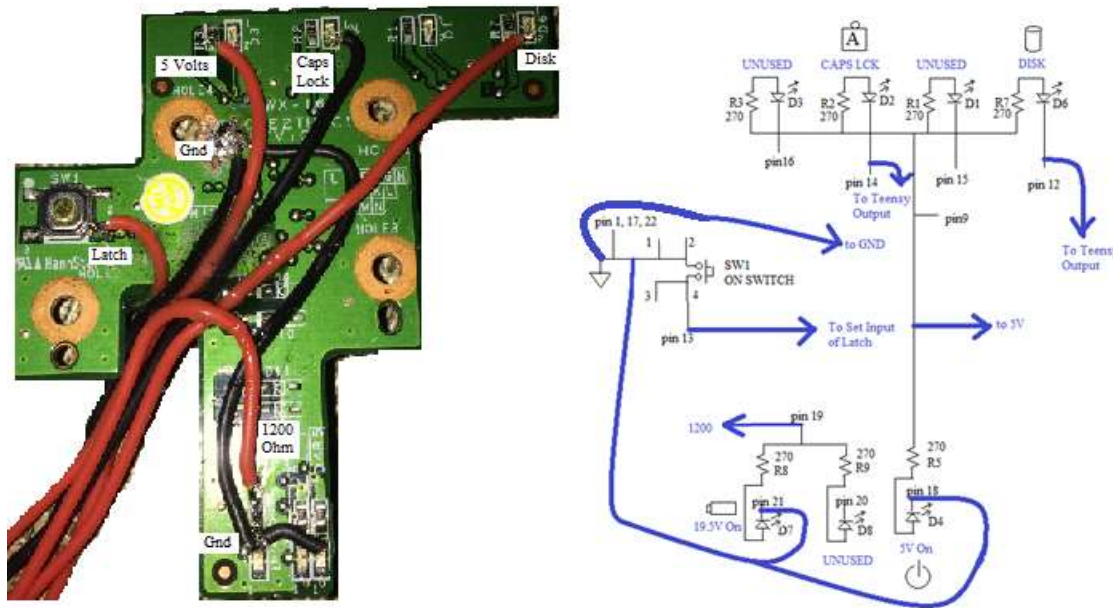 5 Volts
Caps
Lock
Disk
Gnd
SW1
Latch
HOLE3
1200
Ohm
Gnd
A
UNUSED
CAPS LCK
UNUSED
DISK
R3
270
D3
R2
270
D2
R1
270
D1
R7
270
D6
pin16
pin 14
pin 15
pin 12
To Teensy
Output
pin9
To Teensy
Output
pin 1, 17, 22
to GND
1
2
SW1
ON SWITCH
3
4
pin 13
To Set Input
of Latch
to 5V
pin 19
1200
270
R8
270
R9
270
R5
pin 21
pin 20
pin 18
19.5V On
D7
D8
D4
UNUSED
5V On